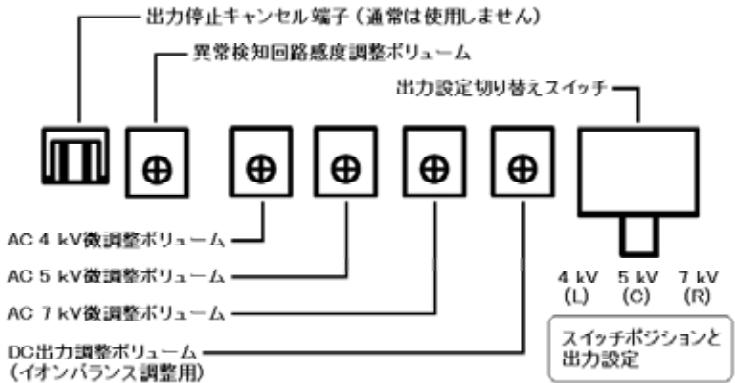 出力停止キャンセル端子（通常は使用しません）
異常検知回路感度調整ボリューム
出力設定切り替えスイッチ
AC 4 kV微調整ボリューム
AC 5 kV微調整ボリューム
AC 7 kV微調整ボリューム
DC出力調整ボリューム
（イオンバランス調整用）
4 kV 5 kV 7 kV
(L) (C) (R)
スイッチポジションと
出力設定